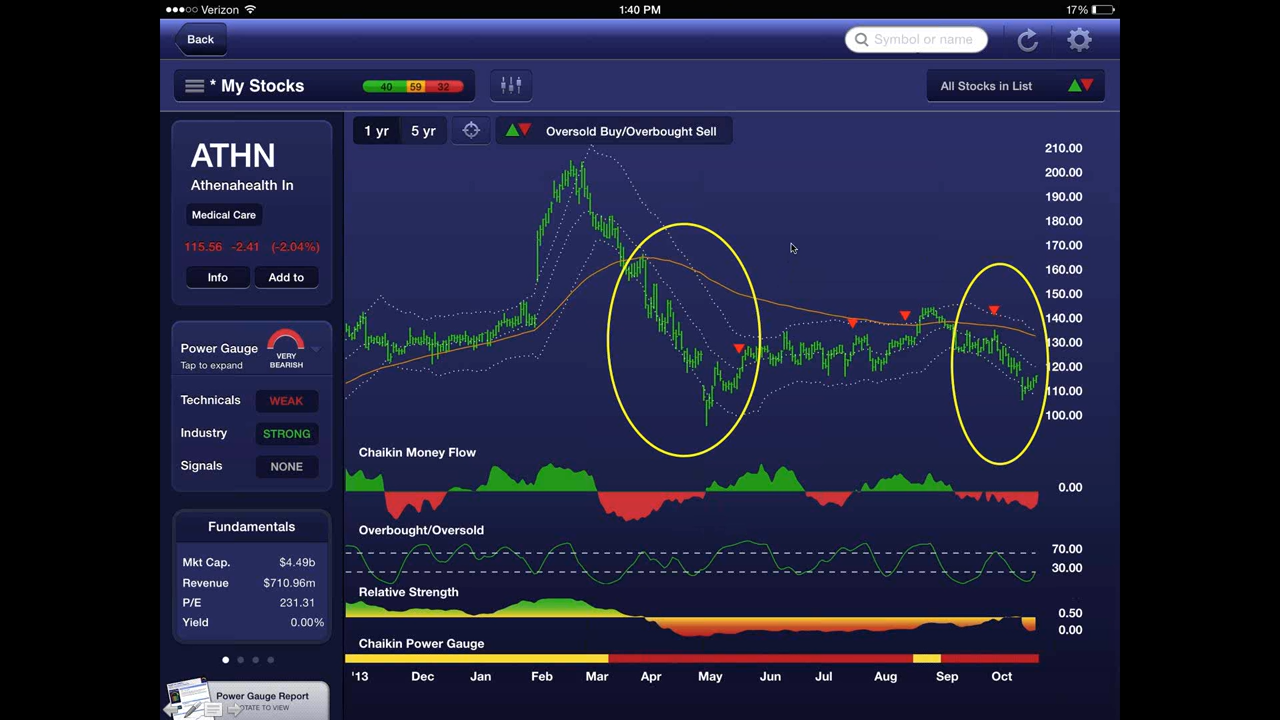 Verizon 1:40 PM 17%
Back Symbol or name
* My Stocks 40 59 32 All Stocks in List
1 yr 5 yr Oversold Buy/Overbought Sell
ATHN
Athenahealth In
Medical Care
115.56 -2.41 (-2.04%)
Info Add to
Power Gauge
Tap to expand
VERY
BEARISH
Technicals WEAK
Industry STRONG
Signals NONE
Fundamentals
Mkt Cap. $4.49b
Revenue $710.96m
P/E 231.31
Yield 0.00%
Power Gauge Report
210.00
200.00
190.00
180.00
170.00
160.00
150.00
140.00
130.00
120.00
110.00
100.00
Chaikin Money Flow
0.00
Overbought/Oversold
70.00
30.00
Relative Strength
0.50
0.00
Chaikin Power Gauge
'13 Dec Jan Feb Mar Apr May Jun Jul Aug Sep Oct